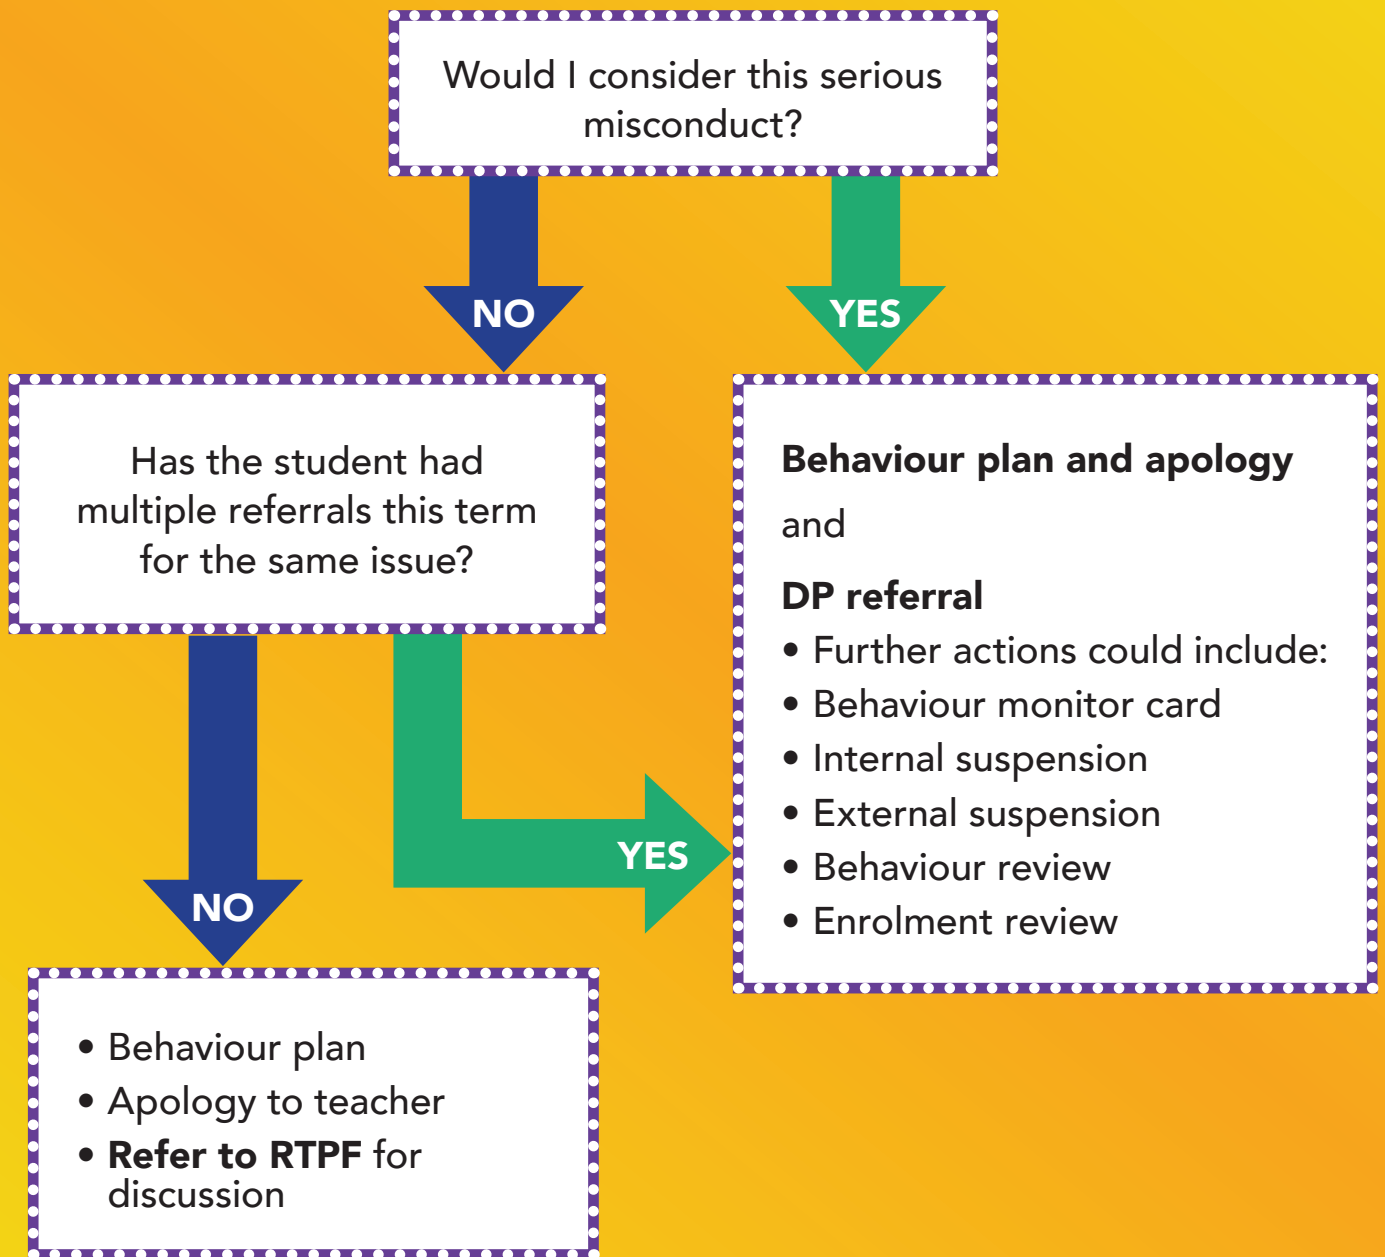 Would I consider this serious
misconduct?
NO
YES
Has the student had
multiple referrals this term
for the same issue?
Behaviour plan and apology
and
DP referral
• Further actions could include:
• Behaviour monitor card
• Internal suspension
• External suspension
• Behaviour review
• Enrolment review
YES
NO
• Behaviour plan
• Apology to teacher
• Refer to RTPF for
discussion